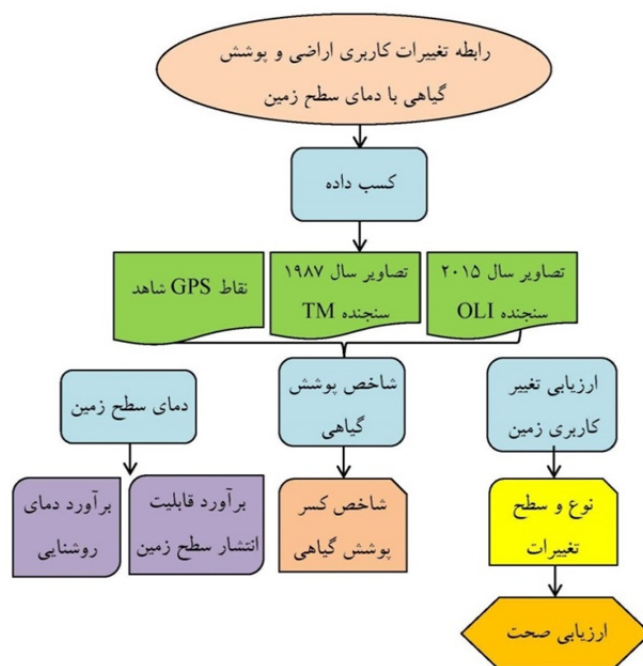 رابطه تغییرات کاربری اراضی و پوشش
گیاهی با دمای سطح زمین
کسب داده
تصاویر سال ۲۰۱۵
سنجنده OLI
تصاویر سال ۱۹۸۷
سنجنده TM
نقاط GPS شاهد
ارزیابی تغییر
کاربری زمین
شاخص پوشش
گیاهی
دمای سطح زمین
نوع و سطح
تغییرات
شاخص کسر
پوشش گیاهی
برآورد قابلیت
انتشار سطح زمین
برآورد دمای
روشنایی
ارزیابی صحت